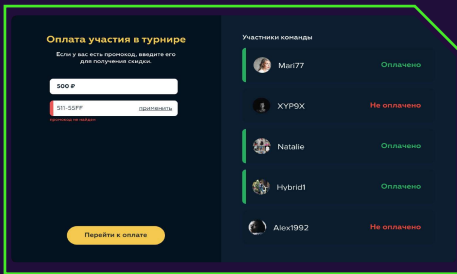 Оплата участия в турнире
Если у вас есть промокод, введите его
для получения скидки.
500 ₽
511-SSFF применить
промокод не найден
Перейти к оплате
Участники команды
Mari77 Оплачено
XYP9X Не оплачено
Natalie Оплачено
Hybrid1 Оплачено
Alex1992 Не оплачено